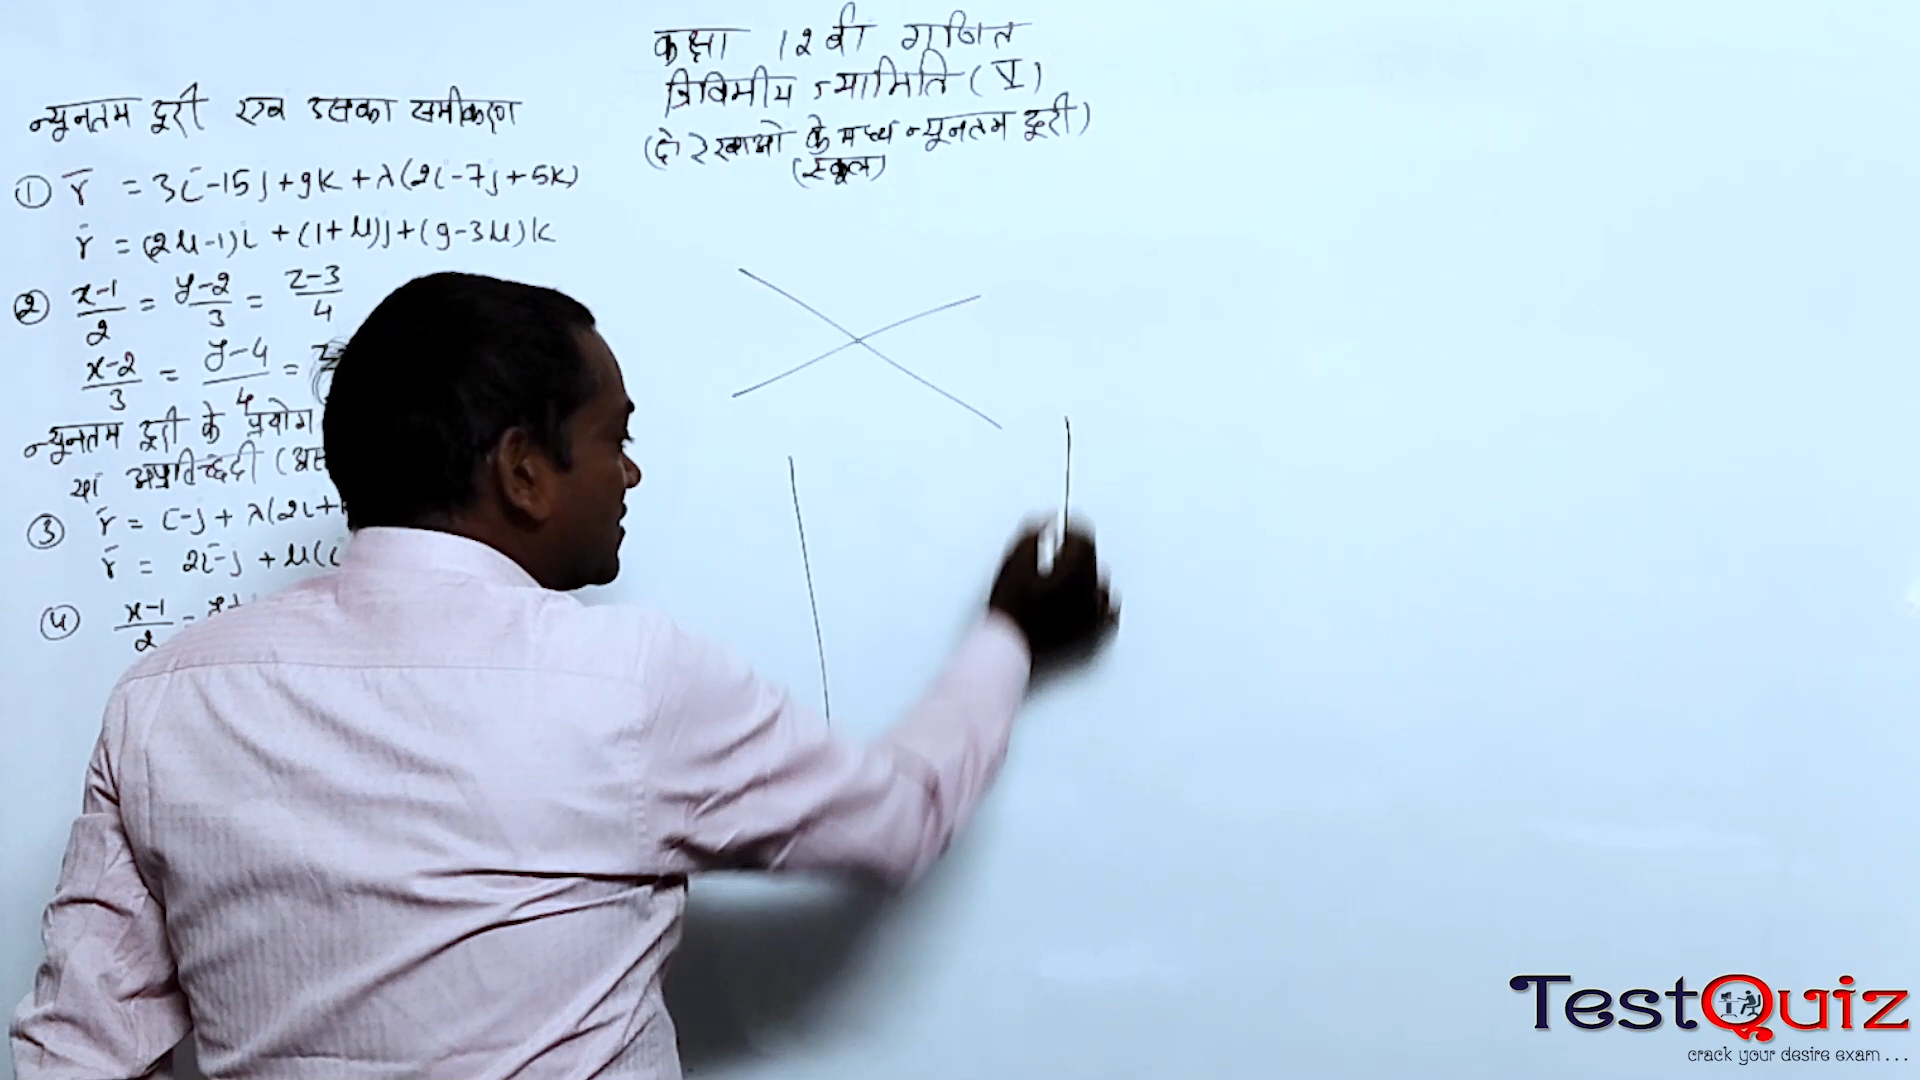 कक्षा 12वी गणित
त्रिविमीय ज्यामिति (V)
(दो रेखाओ के मध्य न्यूनतम दूरी)
(स्कूल)
न्यूनतम दूरी एवं उसका समीकरण
① r̄ = 3i-15j+9k+λ(2i-7j+5k)
r̄ = (2μ-1)i+(1+μ)j+(9-3μ)k
② x-1/2 = y-2/3 = z-3/4
x-2/3 = y-4/4 =
न्यूनतम दूरी के प्रयोग
या अप्रतिच्छेदी
③ r̄ = i-j+λ(2i+
r̄ = 2i-j+μ(i
④ x-1/2 =
TestQuiz
crack your desire exam . . .